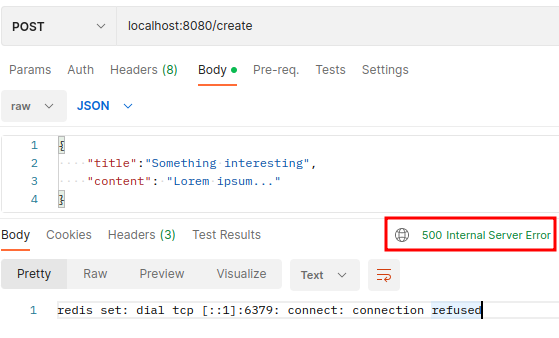 POST localhost:8080/create
Params Auth Headers (8) Body Pre-req. Tests Settings
raw JSON
1 {
2 "title":"Something interesting",
3 "content": "Lorem ipsum..."
4 }
Body Cookies Headers (3) Test Results 500 Internal Server Error
Pretty Raw Preview Visualize Text
1 redis set: dial tcp [::1]:6379: connect: connection refused